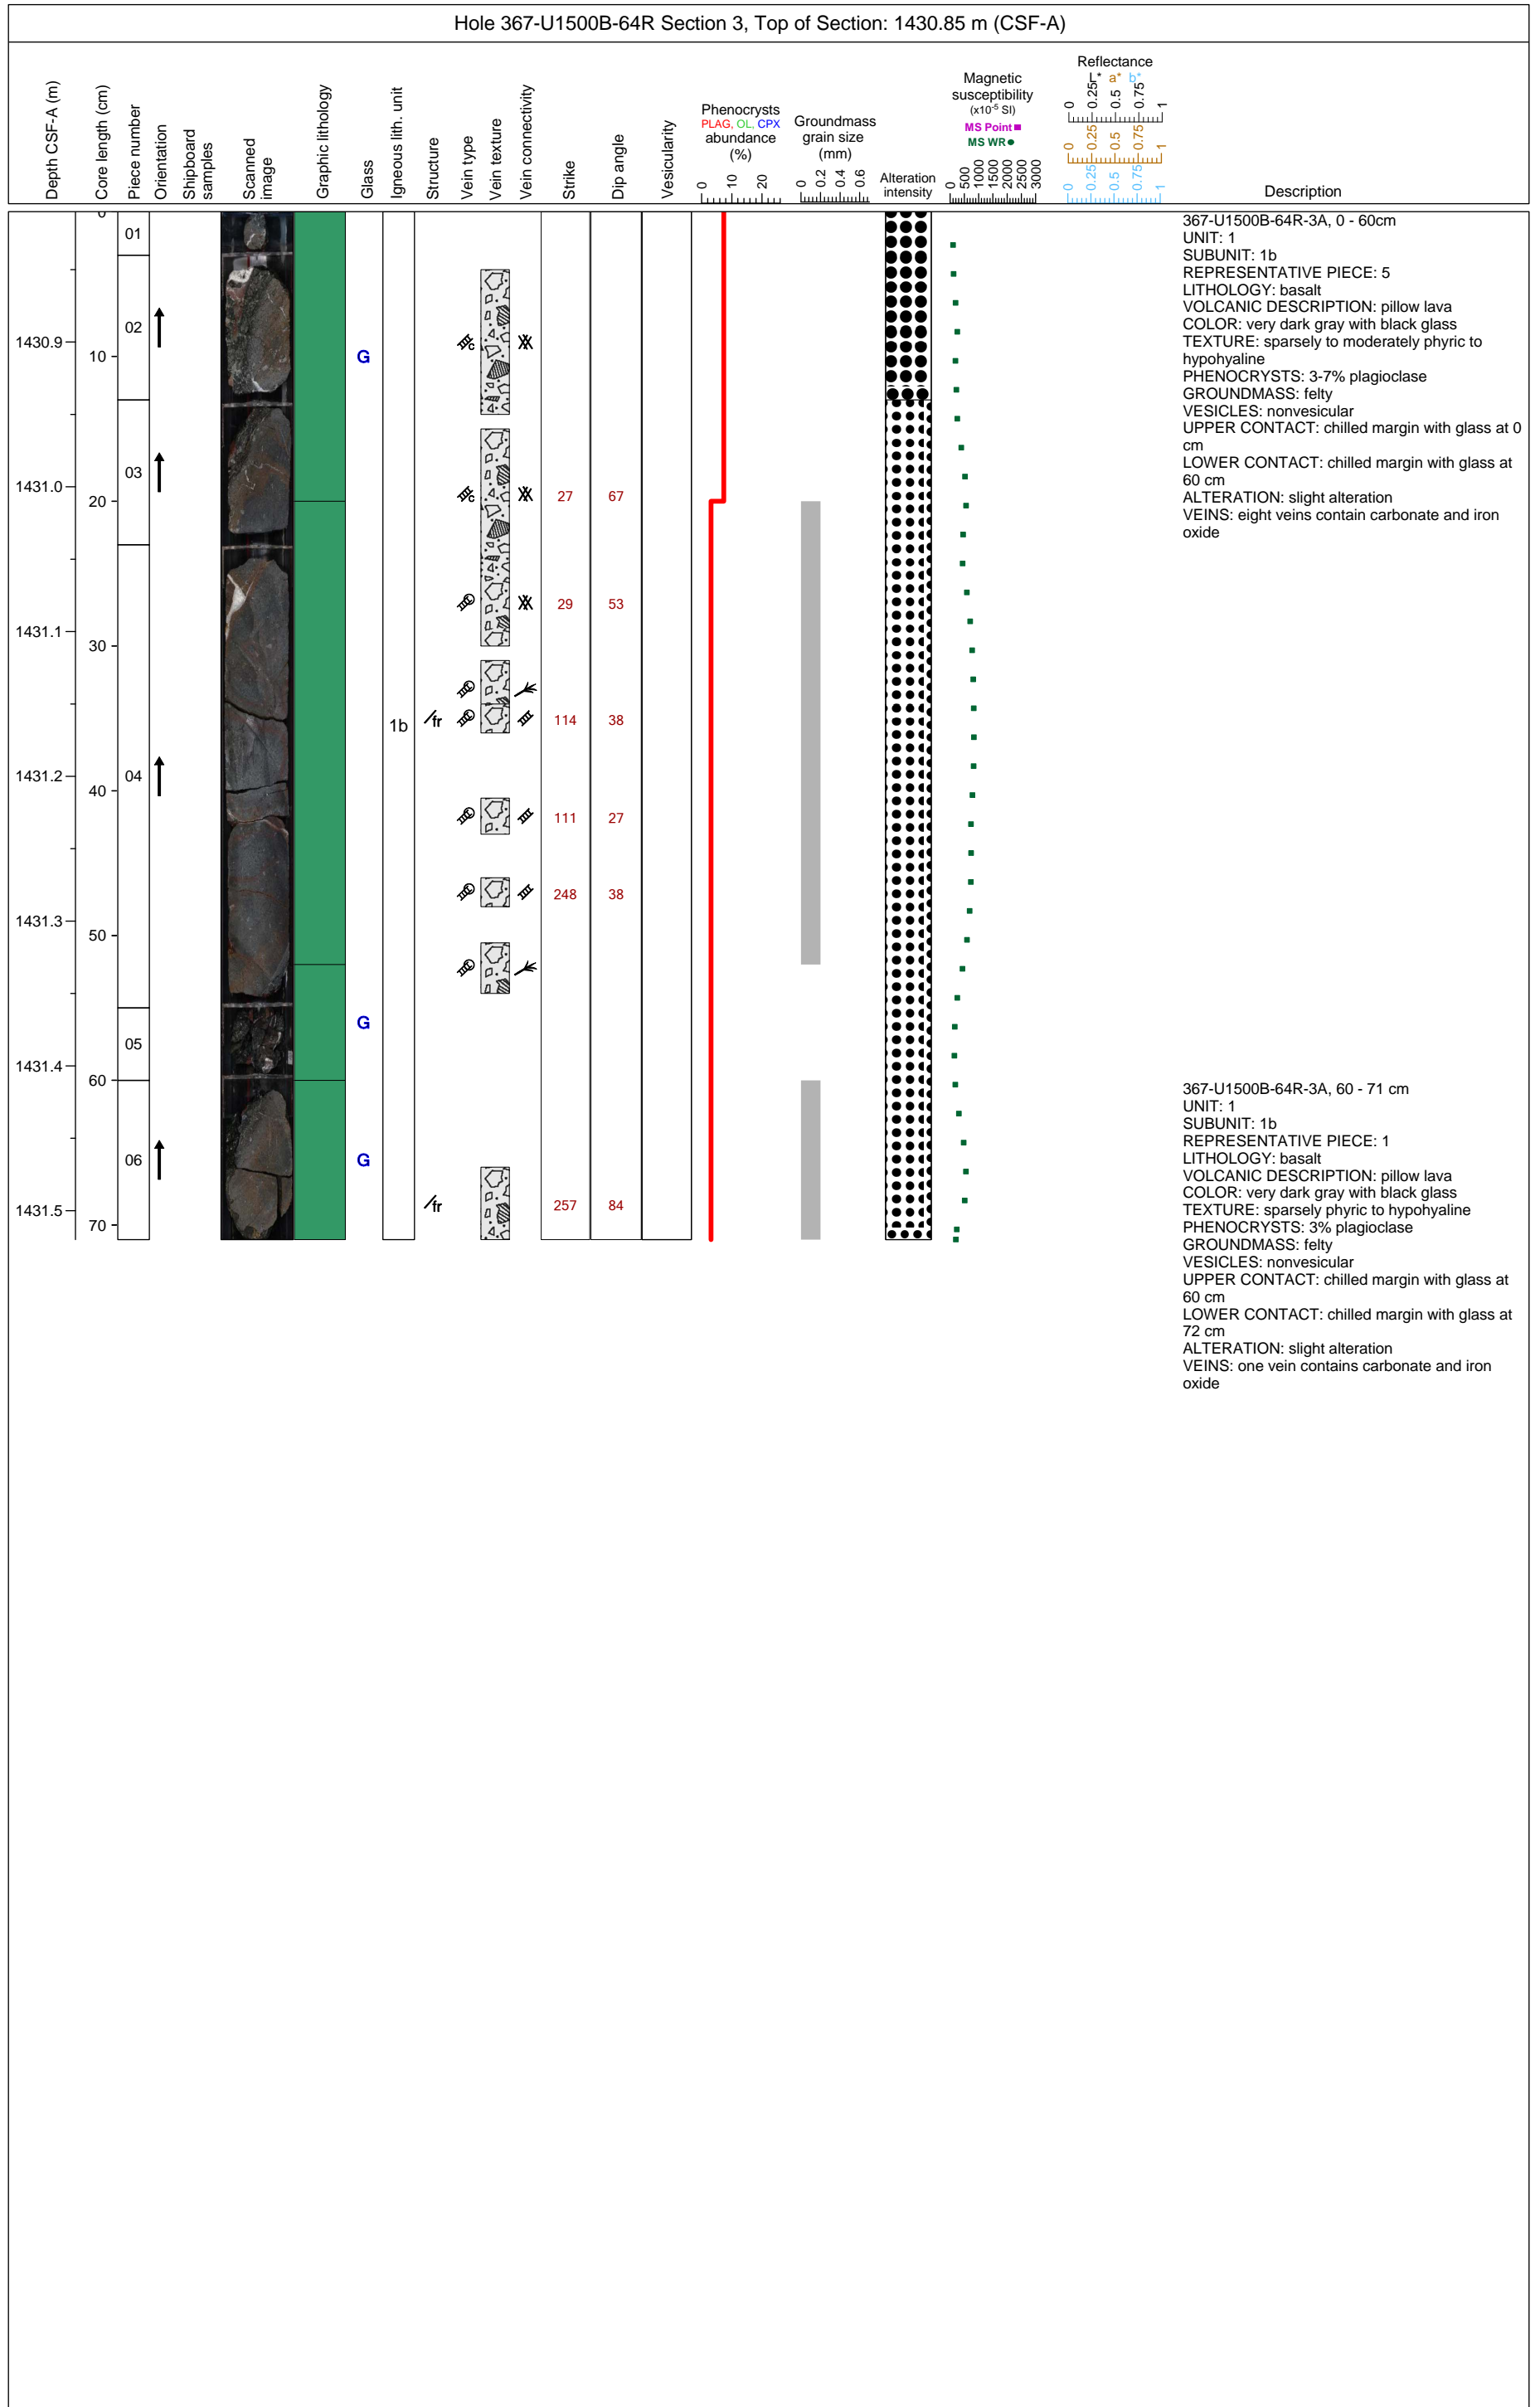 Hole 367-U1500B-64R Section 3, Top of Section: 1430.85 m (CSF-A)
Depth CSF-A (m)
Core length (cm)
Piece number
Orientation
Shipboard
samples
Scanned
image
Graphic lithology
Glass
Igneous lith. unit
Structure
Vein type
Vein texture
Vein connectivity
Strike
Dip angle
Vesicularity
Phenocrysts
PLAG, OL, CPX
abundance
(%)
0 10 20
Groundmass
grain size
(mm)
0 0.2 0.4 0.6
Alteration
intensity
Magnetic
susceptibility
(x10⁻⁵ SI)
MS Point
MS WR
0 500 1000 1500 2000 2500 3000
Reflectance
L* a* b*
0 0.25 0.5 0.75 1
0 0.25 0.5 0.75 1
0 0.25 0.5 0.75 1
Description
1430.9
1431.0
1431.1
1431.2
1431.3
1431.4
1431.5
0
10
20
30
40
50
60
70
01
02
03
04
05
06
G
G
G
1b
fr
fr
c
c
27 67
29 53
114 38
111 27
248 38
257 84
367-U1500B-64R-3A, 0 - 60cm
UNIT: 1
SUBUNIT: 1b
REPRESENTATIVE PIECE: 5
LITHOLOGY: basalt
VOLCANIC DESCRIPTION: pillow lava
COLOR: very dark gray with black glass
TEXTURE: sparsely to moderately phyric to
hypohyaline
PHENOCRYSTS: 3-7% plagioclase
GROUNDMASS: felty
VESICLES: nonvesicular
UPPER CONTACT: chilled margin with glass at 0
cm
LOWER CONTACT: chilled margin with glass at
60 cm
ALTERATION: slight alteration
VEINS: eight veins contain carbonate and iron
oxide
367-U1500B-64R-3A, 60 - 71 cm
UNIT: 1
SUBUNIT: 1b
REPRESENTATIVE PIECE: 1
LITHOLOGY: basalt
VOLCANIC DESCRIPTION: pillow lava
COLOR: very dark gray with black glass
TEXTURE: sparsely phyric to hypohyaline
PHENOCRYSTS: 3% plagioclase
GROUNDMASS: felty
VESICLES: nonvesicular
UPPER CONTACT: chilled margin with glass at
60 cm
LOWER CONTACT: chilled margin with glass at
72 cm
ALTERATION: slight alteration
VEINS: one vein contains carbonate and iron
oxide